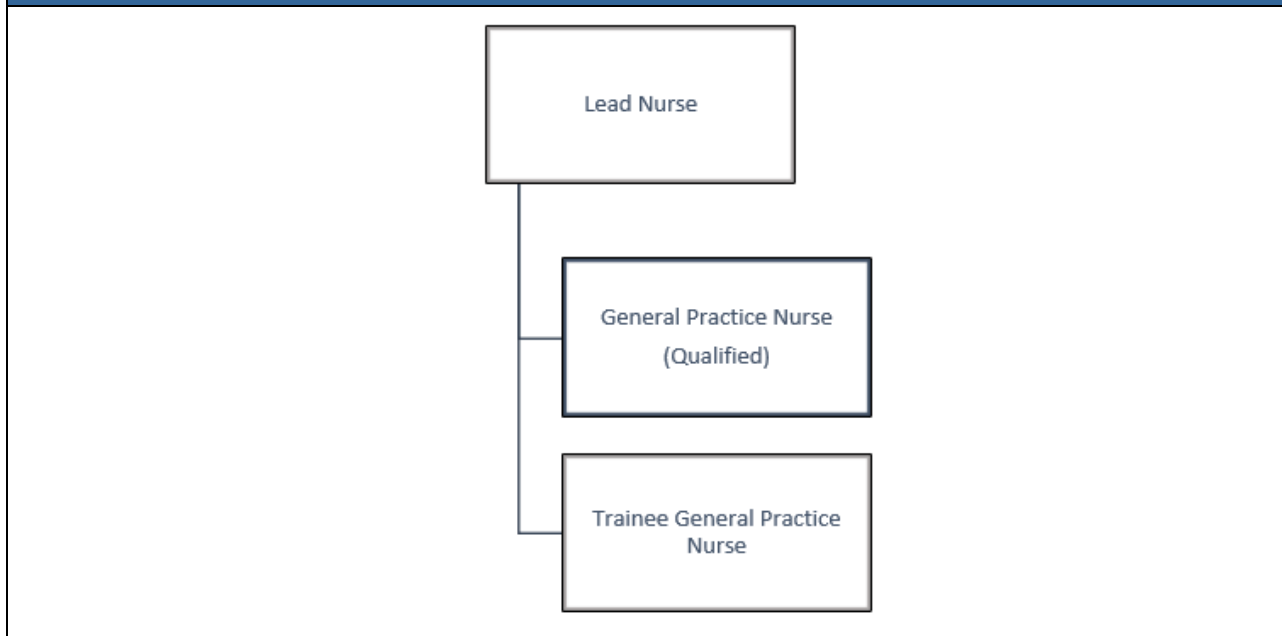 Lead Nurse
General Practice Nurse
(Qualified)
Trainee General Practice
Nurse